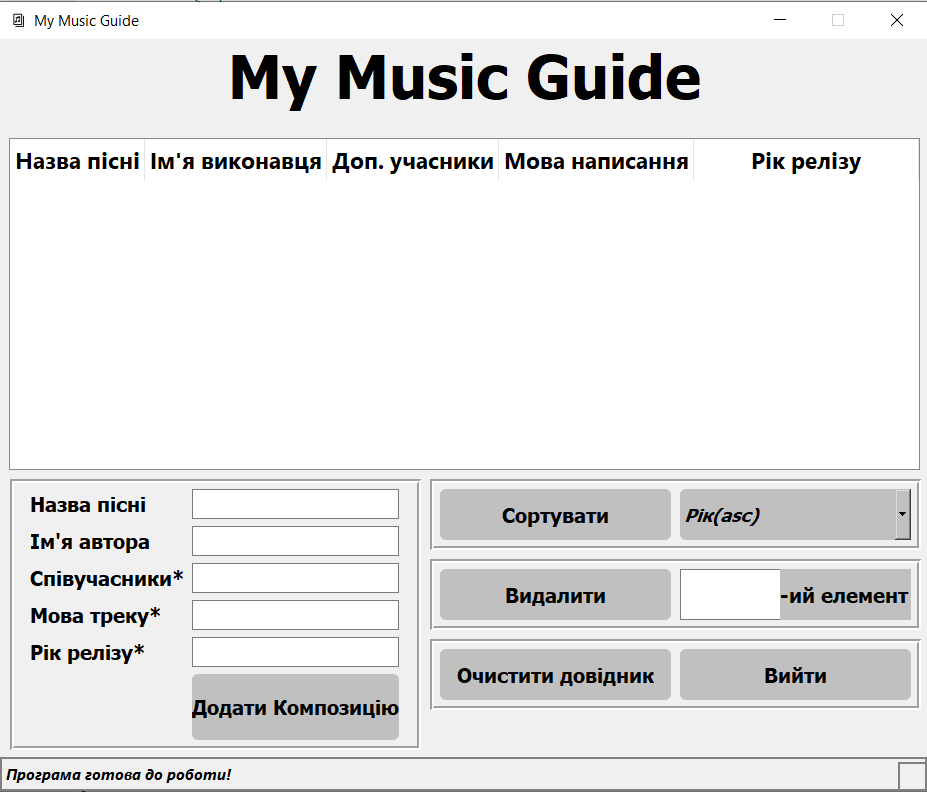 My Music Guide
My Music Guide
Назва пісні Ім'я виконавця Доп. учасники Мова написання Рік релізу
Назва пісні
Ім'я автора
Співучасники*
Мова треку*
Рік релізу*
Додати Композицію
Сортувати Рік(asc)
Видалити -ий елемент
Очистити довідник Вийти
Програма готова до роботи!